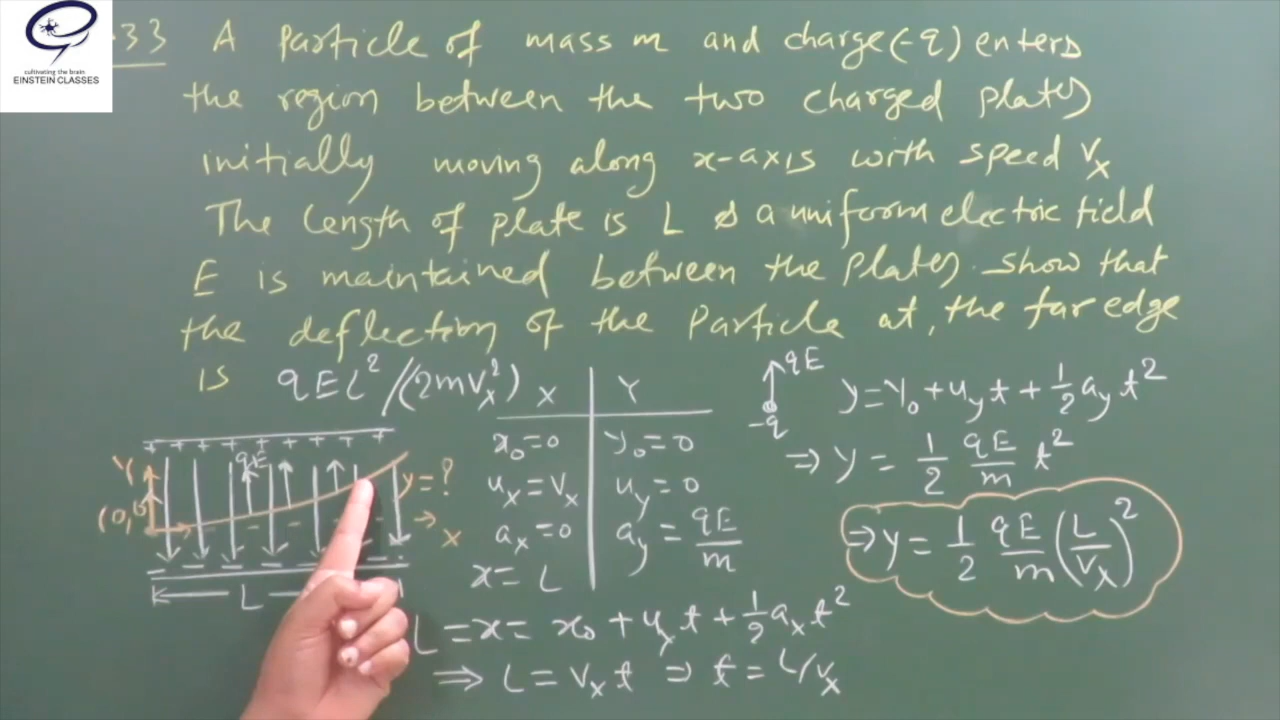 cultivating the brain
EINSTEIN CLASSES
33 A Particle of mass m and charge(-q) enters
the region between the two charged plates
initially moving along x-axis with speed Vx
The length of plate is L & a uniform electric field
E is maintained between the plates. show that
the deflection of the Particle at, the far edge
is qEL²/(2mVx²)
X Y
x₀=0 y₀=0
ux=Vx uy=0
ax=0 ay=qE/m
x=L
L=x=x₀+uxt+½axt²
⇒ L=Vxt ⇒ t=L/Vx
qE
-q
y=y₀+uyt+½ayt²
⇒ y=1/2 qE/m t²
⇒ y=1/2 qE/m (L/Vx)²
+ + + + + + + +
Y qE y=?
X
L